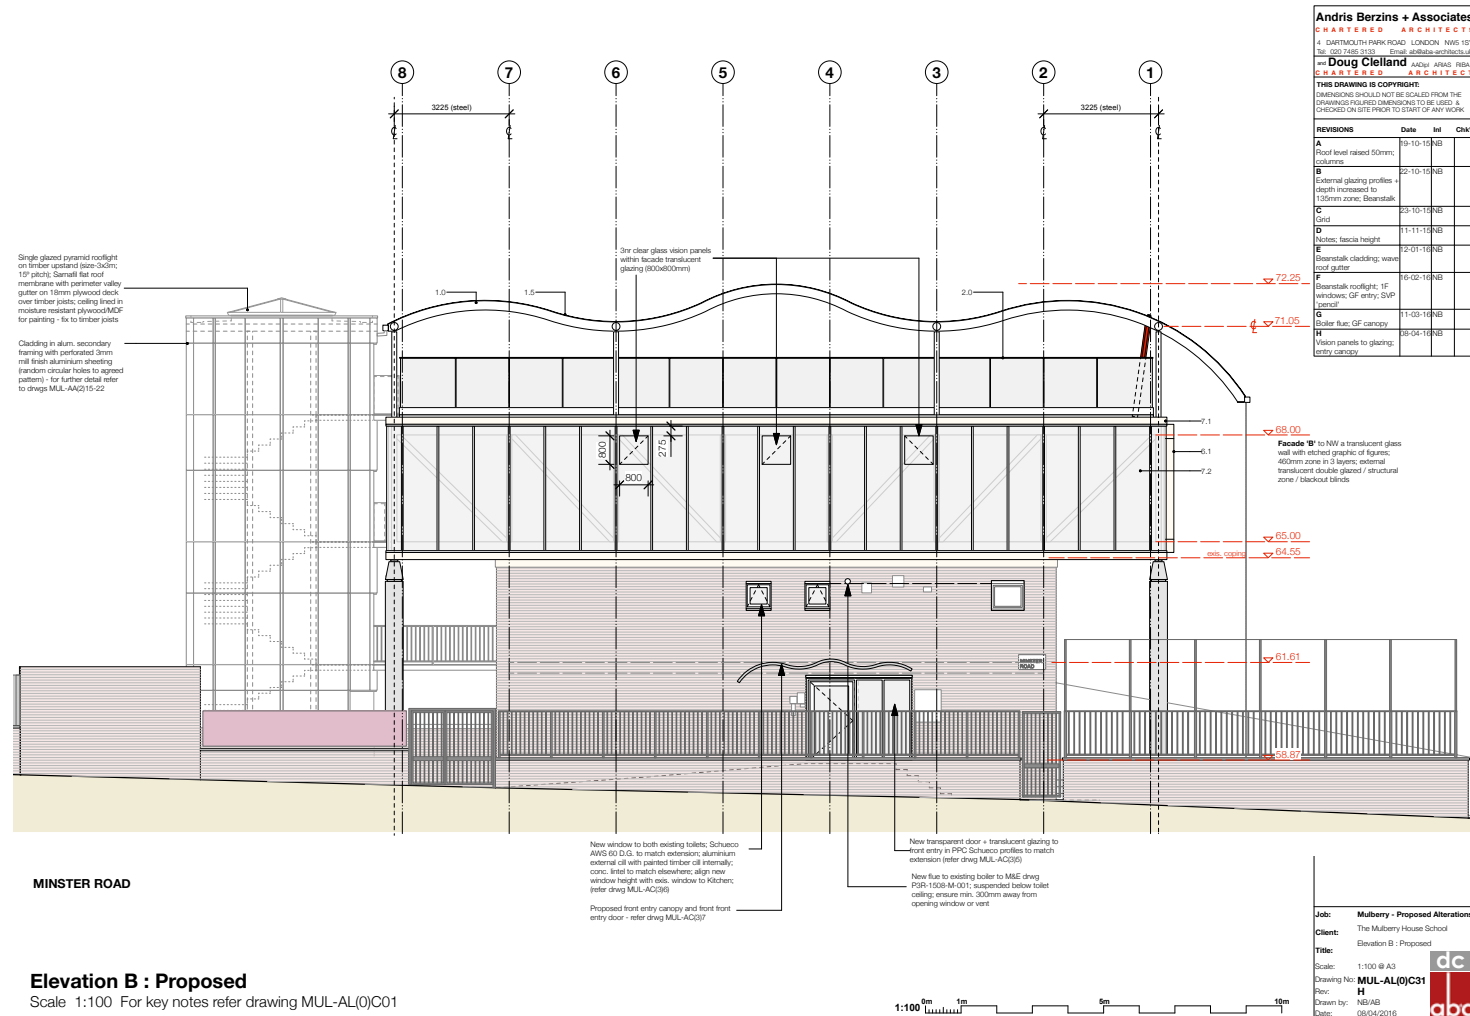 Andris Berzins + Associates
CHARTERED ARCHITECTS
4 DARTMOUTH PARK ROAD LONDON NW5 1S
Tel: 020 7485 3133 Email: ab@aba-architects.u
and Doug Clelland AADipl ARIAS RIBA
CHARTERED ARCHITECT
THIS DRAWING IS COPYRIGHT:
DIMENSIONS SHOULD NOT BE SCALED FROM THE
DRAWINGS FIGURED DIMENSIONS TO BE USED &
CHECKED ON SITE PRIOR TO START OF ANY WORK
REVISIONS Date Inl Chk
A 19-10-15 NB
Roof level raised 50mm;
columns
B 22-10-15 NB
External glazing profiles +
depth increased to
135mm zone; Beanstalk
C 23-10-15 NB
Grid
D 11-11-15 NB
Notes; fascia height
E 12-01-16 NB
Beanstalk cladding; wave
roof gutter
F 16-02-16 NB
Beanstalk rooflight; 1F
windows; GF entry; SVP
'pencil'
G 11-03-16 NB
Boiler flue; GF canopy
H 08-04-16 NB
Vision panels to glazing;
entry canopy
8 7 6 5 4 3 2 1
3225 (steel) 3225 (steel)
Single glazed pyramid rooflight
on timber upstand (size-3x3m;
15º pitch); Sarnafil flat roof
membrane with perimeter valley
gutter on 18mm plywood deck
over timber joists; ceiling lined in
moisture resistant plywood/MDF
for painting - fix to timber joists
Cladding in alum. secondary
framing with perforated 3mm
mill finish aluminium sheeting
(random circular holes to agreed
pattern) - for further detail refer
to drwgs MUL-AA(2)15-22
3nr clear glass vision panels
within facade translucent
glazing (800x800mm)
1.0 1.5 2.0
72.25
71.05
7.1
68.00
6.1
7.2
800 275
800
Facade 'B' to NW a translucent glass
wall with etched graphic of figures;
460mm zone in 3 layers; external
translucent double glazed / structural
zone / blackout blinds
65.00
exis. coping 64.55
MINSTER
ROAD
61.61
58.87
New window to both existing toilets; Schueco
AWS 60 D.G. to match extension; aluminium
external cill with painted timber cill internally;
conc. lintel to match elsewhere; align new
window height with exis. window to Kitchen;
(refer drwg MUL-AC(3)6)
Proposed front entry canopy and front front
entry door - refer drwg MUL-AC(3)7
New transparent door + translucent glazing to
front entry in PPC Schueco profiles to match
extension (refer drwg MUL-AC(3)5)
New flue to existing boiler to M&E drwg
P3R-1508-M-001; suspended below toilet
ceiling; ensure min. 300mm away from
opening window or vent
MINSTER ROAD
Elevation B : Proposed
Scale 1:100 For key notes refer drawing MUL-AL(0)C01
1:100 0m 1m 5m 10m
Job: Mulberry - Proposed Alterations
Client: The Mulberry House School
Title: Elevation B : Proposed
Scale: 1:100 @ A3
Drawing No: MUL-AL(0)C31
Rev: H
Drawn by: NB/AB
Date: 08/04/2016
dc
aba